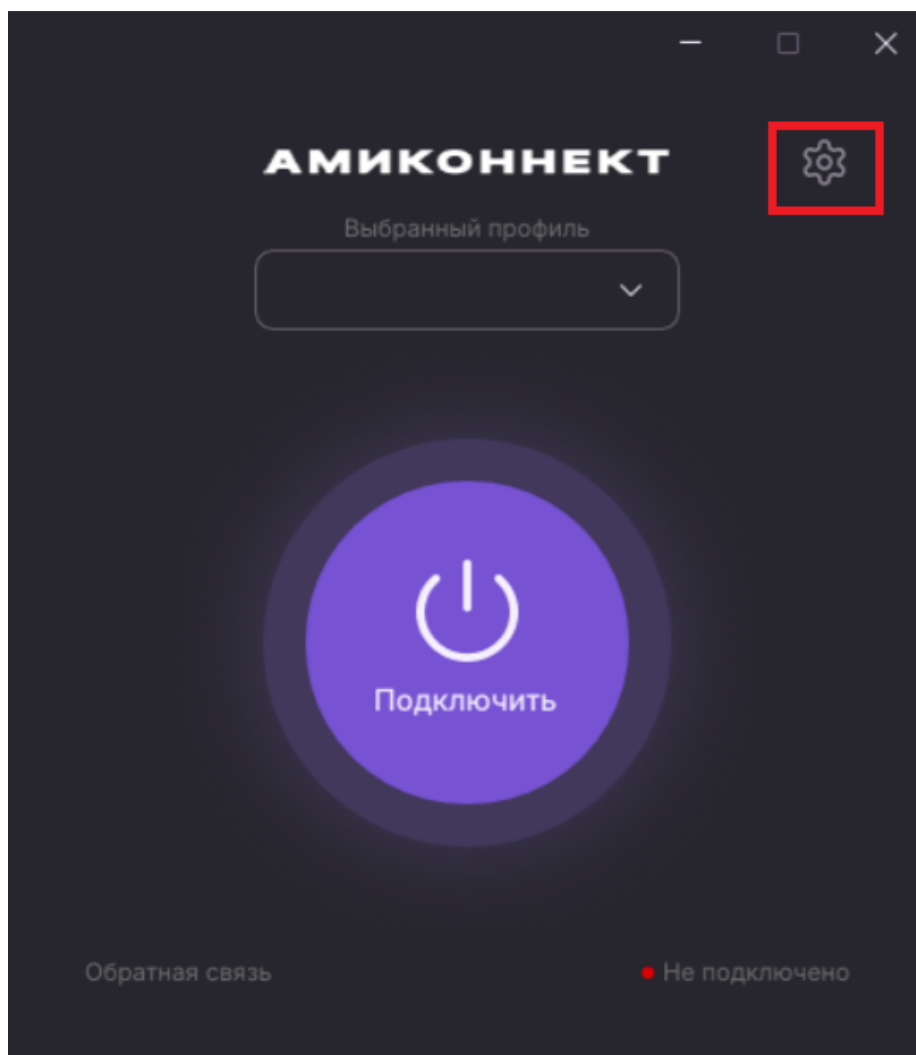 АМИКОННЕКТ
Выбранный профиль
Подключить
Обратная связь
Не подключено